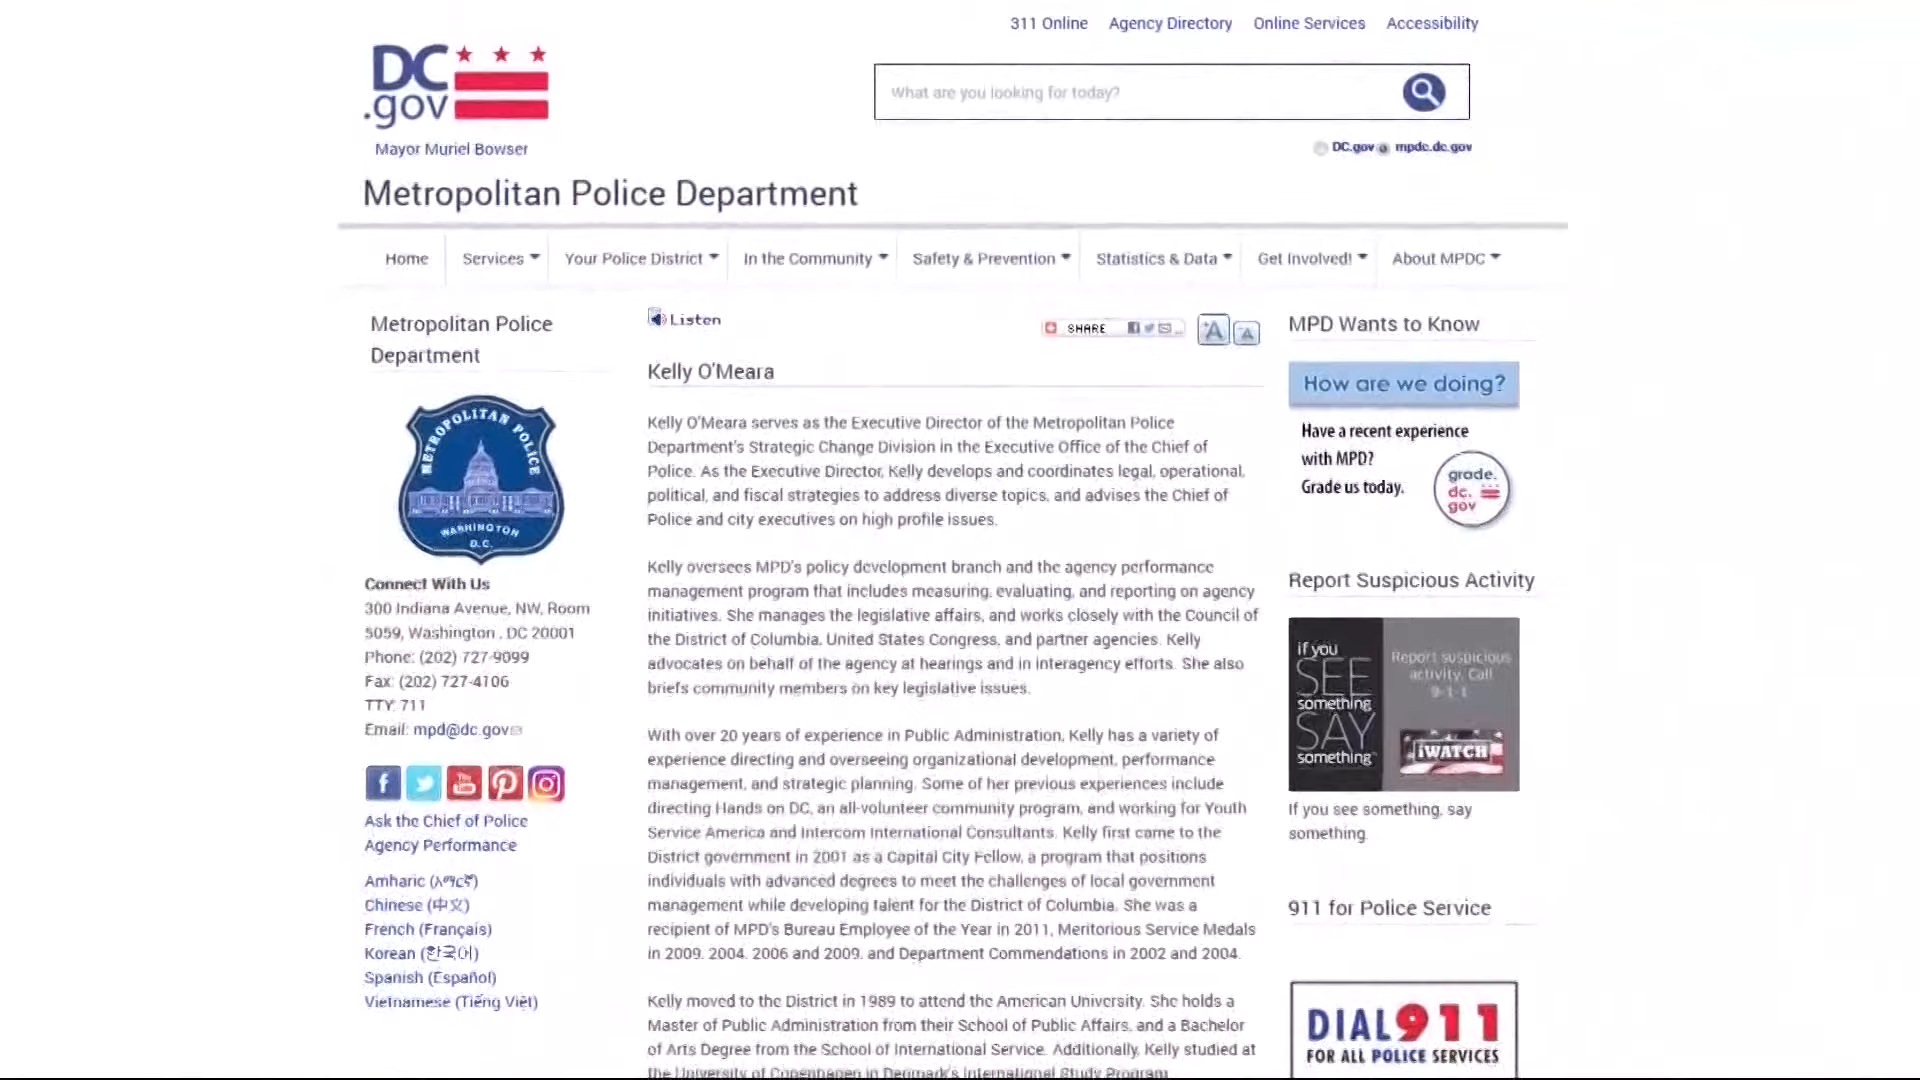 311 Online Agency Directory Online Services Accessibility
DC
.gov
What are you looking for today?
Mayor Muriel Bowser
DC.gov mpdc.dc.gov
Metropolitan Police Department
Home Services Your Police District In the Community Safety & Prevention Statistics & Data Get Involved! About MPDC
Metropolitan Police
Department
METROPOLITAN POLICE
WASHINGTON
D.C.
Connect With Us
300 Indiana Avenue, NW, Room
5059, Washington , DC 20001
Phone: (202) 727-9099
Fax: (202) 727-4106
TTY: 711
Email: mpd@dc.gov
You
Ask the Chief of Police
Agency Performance
Amharic (አማርኛ)
Chinese (中文)
French (Français)
Korean (한국어)
Spanish (Español)
Vietnamese (Tiếng Việt)
Listen
SHARE
A A
Kelly O'Meara
Kelly O'Meara serves as the Executive Director of the Metropolitan Police
Department's Strategic Change Division in the Executive Office of the Chief of
Police. As the Executive Director, Kelly develops and coordinates legal, operational,
political, and fiscal strategies to address diverse topics, and advises the Chief of
Police and city executives on high profile issues.
Kelly oversees MPD's policy development branch and the agency performance
management program that includes measuring, evaluating, and reporting on agency
initiatives. She manages the legislative affairs, and works closely with the Council of
the District of Columbia, United States Congress, and partner agencies. Kelly
advocates on behalf of the agency at hearings and in interagency efforts. She also
briefs community members on key legislative issues.
With over 20 years of experience in Public Administration, Kelly has a variety of
experience directing and overseeing organizational development, performance
management, and strategic planning. Some of her previous experiences include
directing Hands on DC, an all-volunteer community program, and working for Youth
Service America and Intercom International Consultants. Kelly first came to the
District government in 2001 as a Capital City Fellow, a program that positions
individuals with advanced degrees to meet the challenges of local government
management while developing talent for the District of Columbia. She was a
recipient of MPD's Bureau Employee of the Year in 2011, Meritorious Service Medals
in 2009, 2004, 2006 and 2009, and Department Commendations in 2002 and 2004.
Kelly moved to the District in 1989 to attend the American University. She holds a
Master of Public Administration from their School of Public Affairs, and a Bachelor
of Arts Degree from the School of International Service. Additionally, Kelly studied at
the University of Copenhagen in Denmark's International Study Program
MPD Wants to Know
How are we doing?
Have a recent experience
with MPD?
Grade us today.
grade.
dc.
gov
Report Suspicious Activity
if you
SEE
something
SAY
something
Report suspicious
activity. Call
9-1-1
iWATCH
If you see something, say
something.
911 for Police Service
DIAL 911
FOR ALL POLICE SERVICES